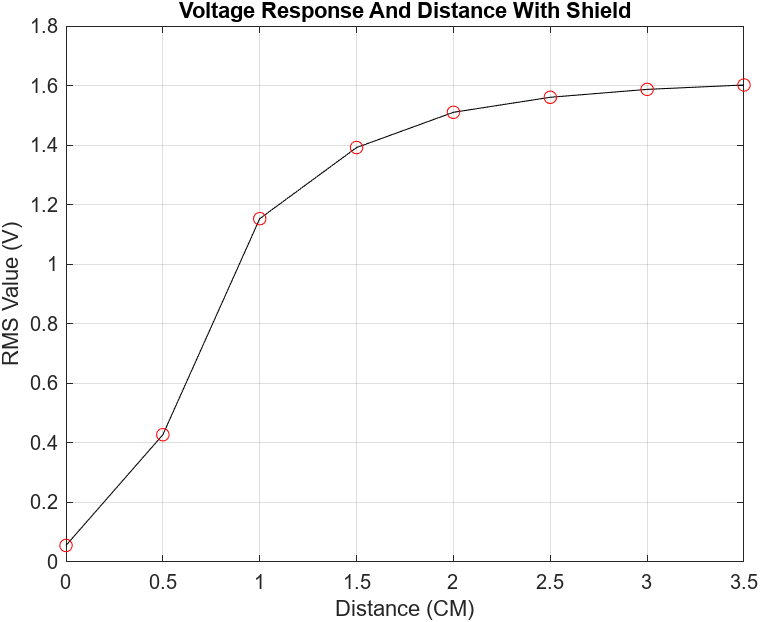 Voltage Response And Distance With Shield
1.8
1.6
1.4
1.2
1
0.8
0.6
0.4
0.2
0
RMS Value (V)
0 0.5 1 1.5 2 2.5 3 3.5
Distance (CM)